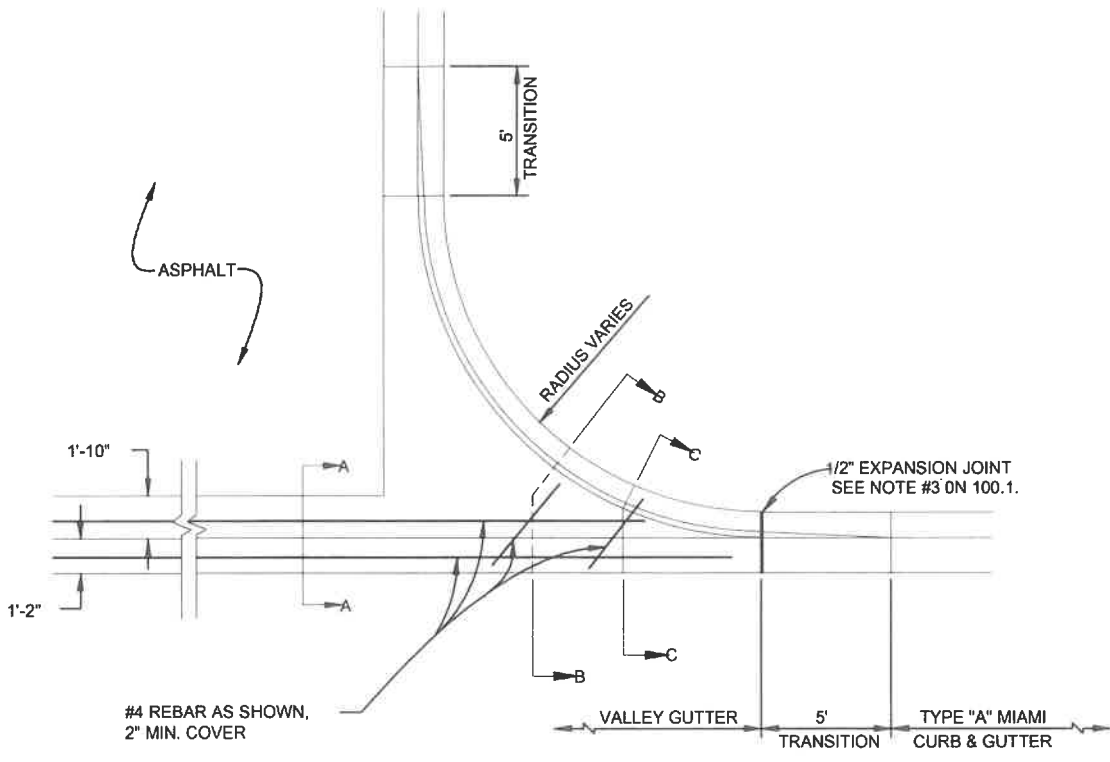 5'
TRANSITION
ASPHALT
RADIUS VARIES
B
C
1'-10"
A
1/2" EXPANSION JOINT
SEE NOTE #3 0N 100.1.
1'-2"
A
C
B
#4 REBAR AS SHOWN,
2" MIN. COVER
VALLEY GUTTER
5'
TRANSITION
TYPE "A" MIAMI
CURB & GUTTER